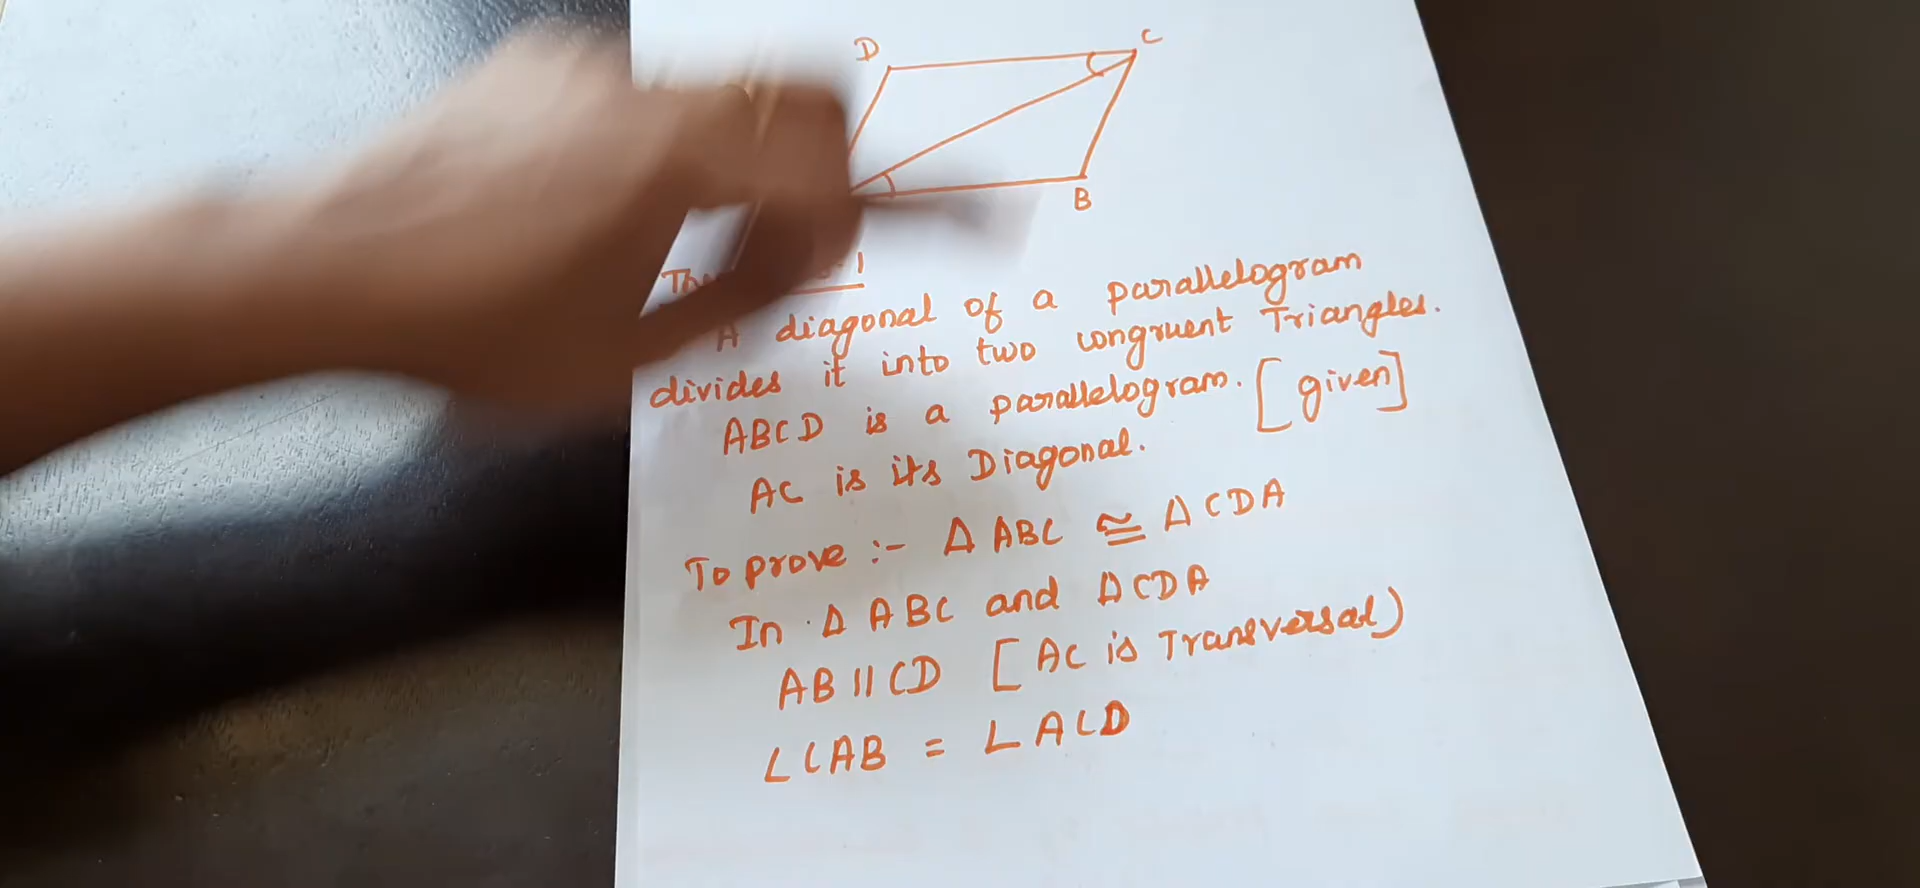 D C
B
1
A diagonal of a parallelogram
divides it into two congruent Triangles.
ABCD is a parallelogram. [given]
AC is its Diagonal.
To prove :- Δ ABC ≅ Δ CDA
In Δ ABC and Δ CDA
AB || CD [AC is Transversal)
∠CAB = ∠ACD